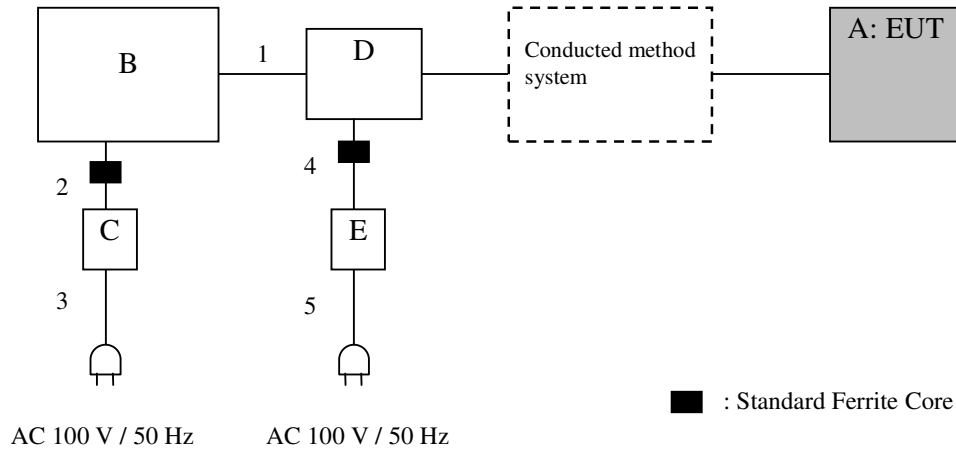 B
1
D
Conducted method
system
A: EUT
2
4
C
E
3
5
: Standard Ferrite Core
AC 100 V / 50 Hz
AC 100 V / 50 Hz